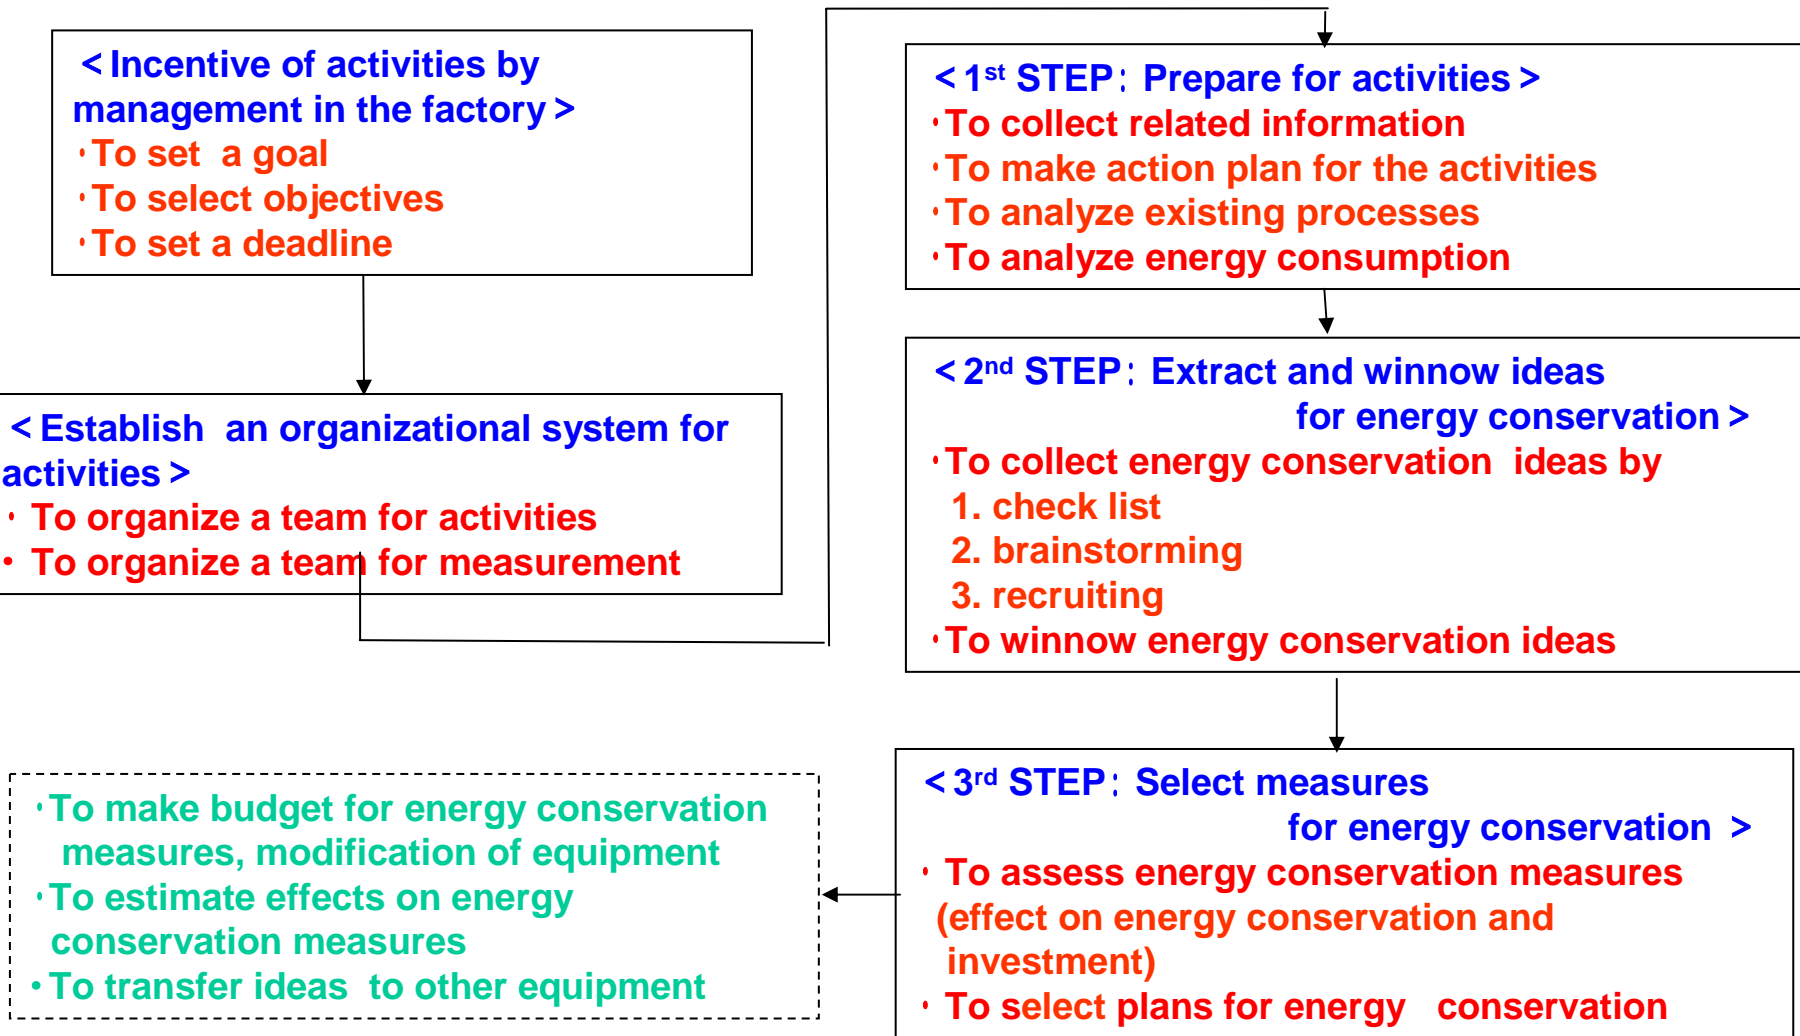 ＜Incentive of activities by
management in the factory＞
・To set a goal
・To select objectives
・To set a deadline
＜Establish an organizational system for
activities＞
・ To organize a team for activities
・ To organize a team for measurement
＜1st STEP：Prepare for activities＞
・To collect related information
・To make action plan for the activities
・To analyze existing processes
・To analyze energy consumption
＜2nd STEP：Extract and winnow ideas
for energy conservation＞
・To collect energy conservation ideas by
1. check list
2. brainstorming
3. recruiting
・To winnow energy conservation ideas
＜3rd STEP：Select measures
for energy conservation ＞
・ To assess energy conservation measures
(effect on energy conservation and
investment)
・ To select plans for energy conservation
・To make budget for energy conservation
measures, modification of equipment
・To estimate effects on energy
conservation measures
・To transfer ideas to other equipment